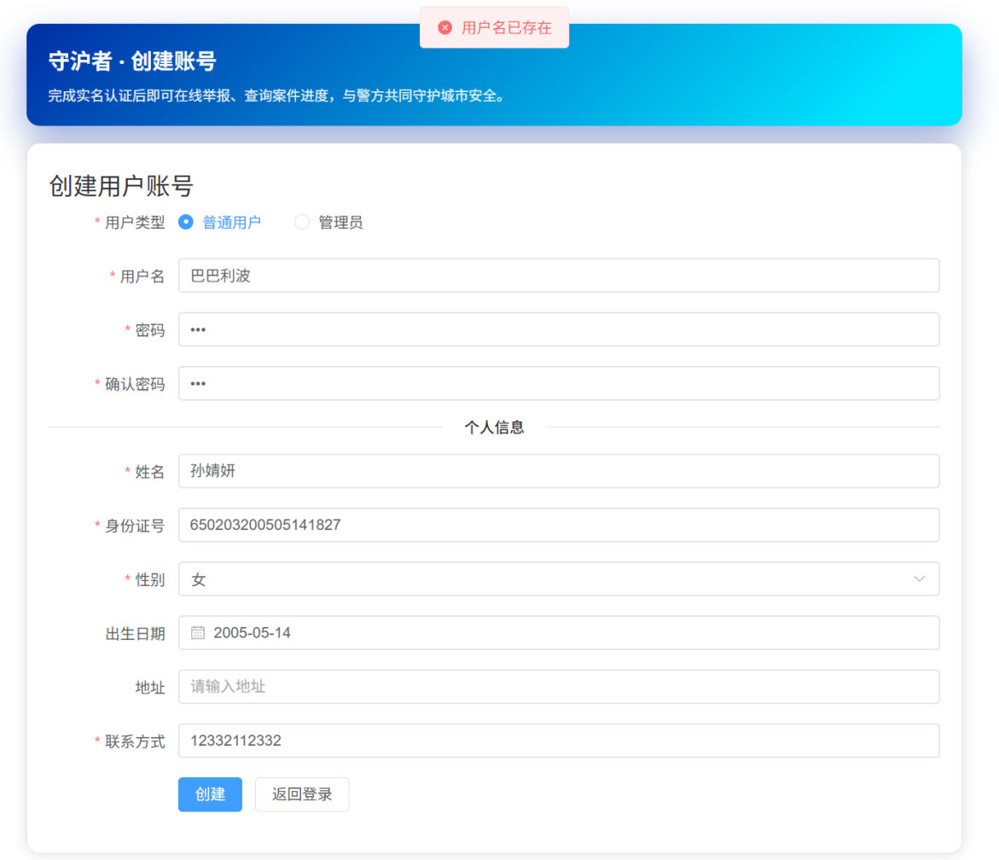 用户名已存在
守沪者 · 创建账号
完成实名认证后即可在线举报、查询案件进度，与警方共同守护城市安全。
创建用户账号
* 用户类型 普通用户 管理员
* 用户名 巴巴利波
* 密码 •••
* 确认密码 •••
个人信息
* 姓名 孙婧妍
* 身份证号 650203200505141827
* 性别 女
出生日期 2005-05-14
地址 请输入地址
* 联系方式 12332112332
创建 返回登录